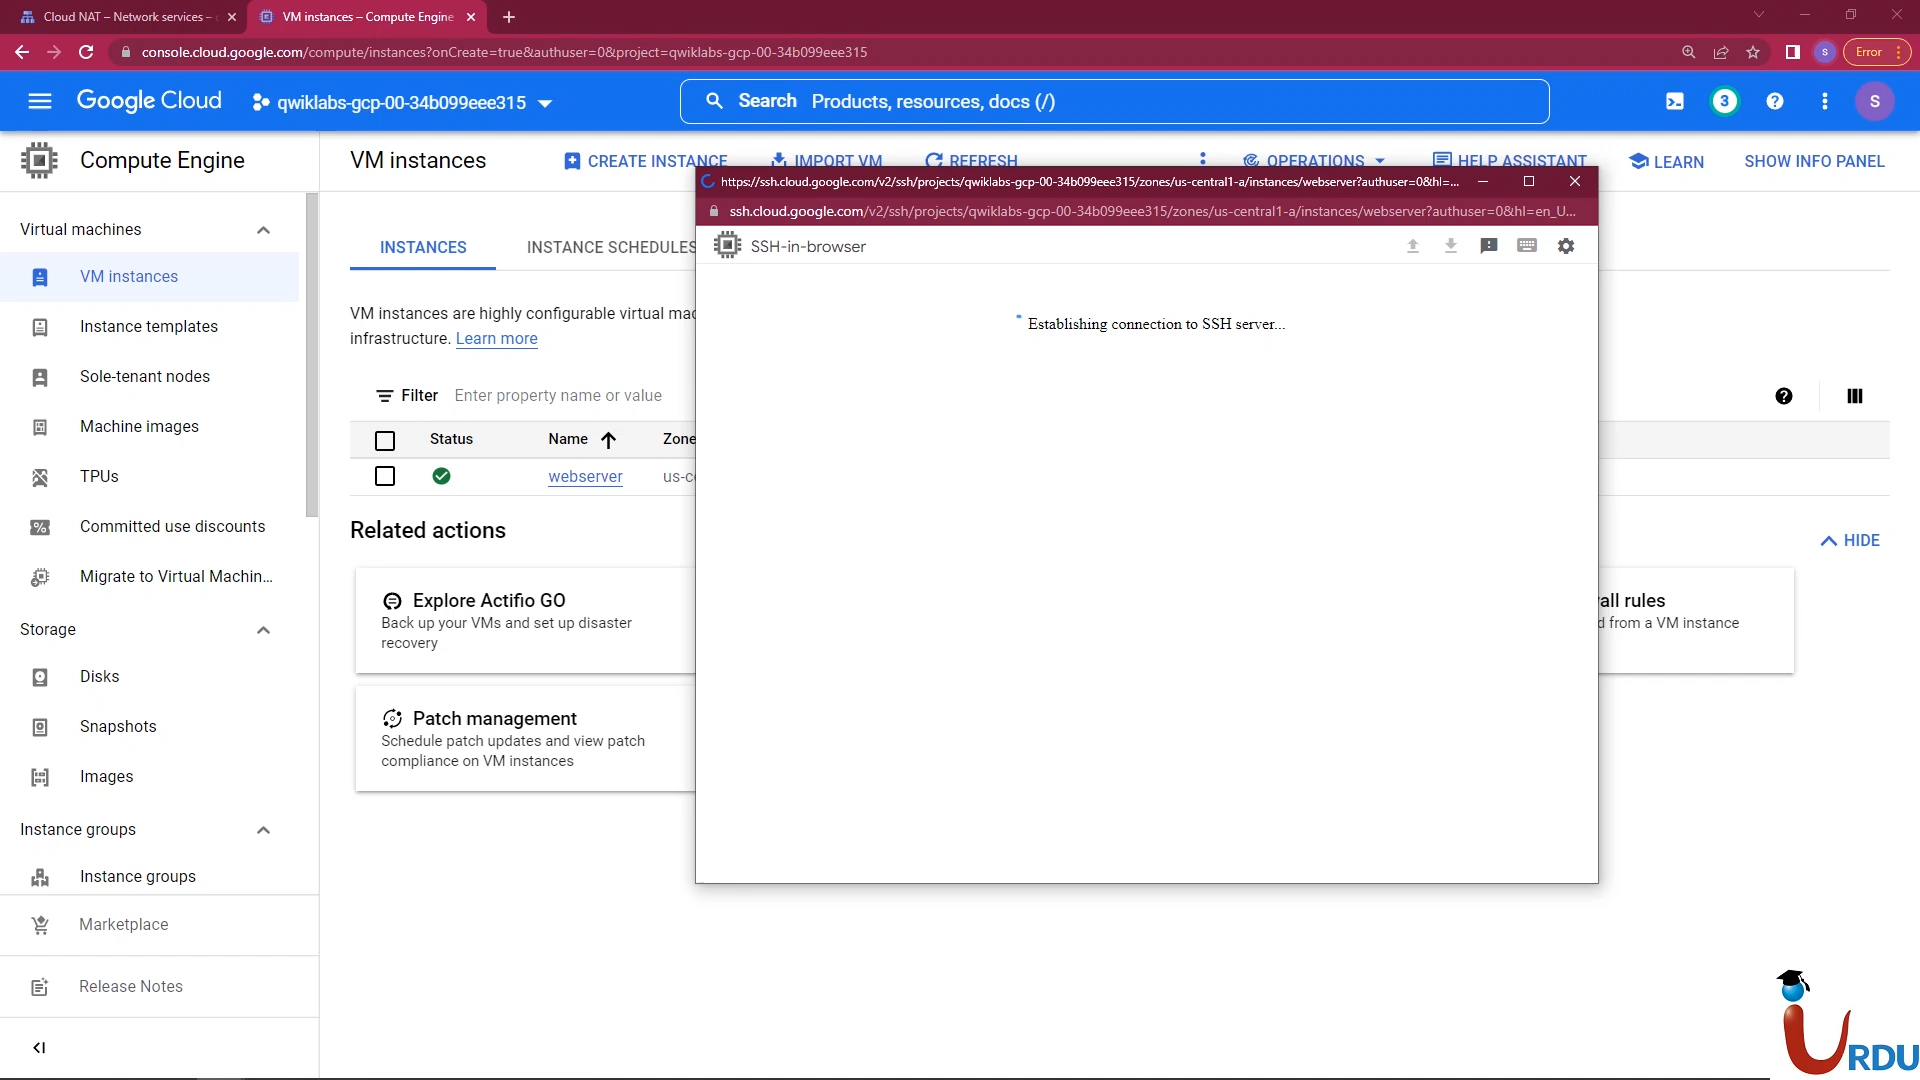 Cloud NAT – Network services –
VM instances – Compute Engine
console.cloud.google.com/compute/instances?onCreate=true&authuser=0&project=qwiklabs-gcp-00-34b099eee315
S
Error
Google Cloud
qwiklabs-gcp-00-34b099eee315
Search Products, resources, docs (/)
3
S
Compute Engine
VM instances
CREATE INSTANCE
IMPORT VM
REFRESH
OPERATIONS
HELP ASSISTANT
LEARN
SHOW INFO PANEL
https://ssh.cloud.google.com/v2/ssh/projects/qwiklabs-gcp-00-34b099eee315/zones/us-central1-a/instances/webserver?authuser=0&hl=...
ssh.cloud.google.com/v2/ssh/projects/qwiklabs-gcp-00-34b099eee315/zones/us-central1-a/instances/webserver?authuser=0&hl=en_U...
SSH-in-browser
Establishing connection to SSH server...
Virtual machines
VM instances
Instance templates
Sole-tenant nodes
Machine images
TPUs
Committed use discounts
Migrate to Virtual Machin...
Storage
Disks
Snapshots
Images
Instance groups
Instance groups
Marketplace
Release Notes
INSTANCES
INSTANCE SCHEDULES
VM instances are highly configurable virtual mac
infrastructure. Learn more
Filter Enter property name or value
Status Name Zone
webserver us-ce
Related actions
HIDE
Explore Actifio GO
Back up your VMs and set up disaster
recovery
all rules
d from a VM instance
Patch management
Schedule patch updates and view patch
compliance on VM instances
iURDU